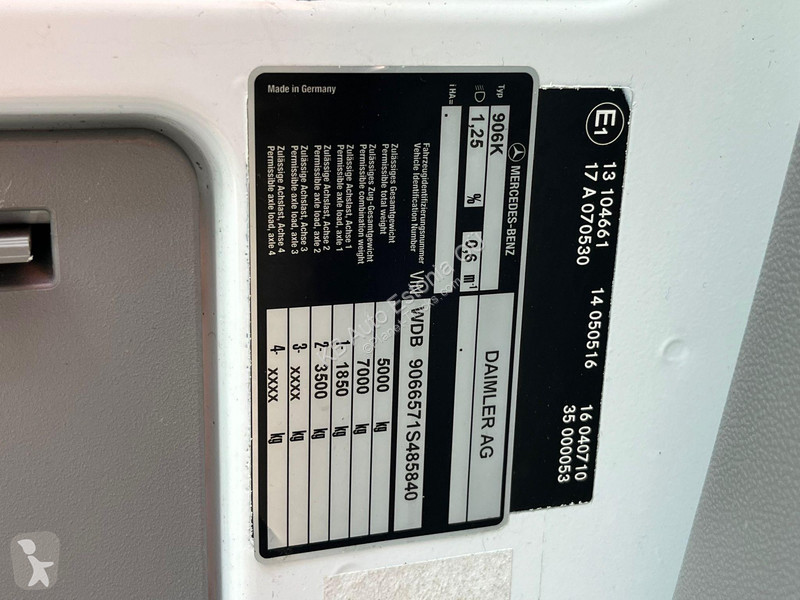 MERCEDES-BENZ
DAIMLER AG
Typ 906K
1,25 % 0,6 m⁻¹
i HA=
Fahrzeugidentifizierungsnummer
Vehicle Identification Number
VIN WDB 9066571S485840
Zulässiges Gesamtgewicht
Permissible total weight
5000 kg
Zulässiges Zug-Gesamtgewicht
Permissible combination weight
7000 kg
Zulässige Achslast, Achse 1
Permissible axle load, axle 1
1- 1850 kg
Zulässige Achslast, Achse 2
Permissible axle load, axle 2
2- 3500 kg
Zulässige Achslast, Achse 3
Permissible axle load, axle 3
3- XXXX kg
Zulässige Achslast, Achse 4
Permissible axle load, axle 4
4- XXXX kg
Made in Germany
E1 13 104661 14 050516 16 040710
17 A 070530 35 000053
Auto Estonia